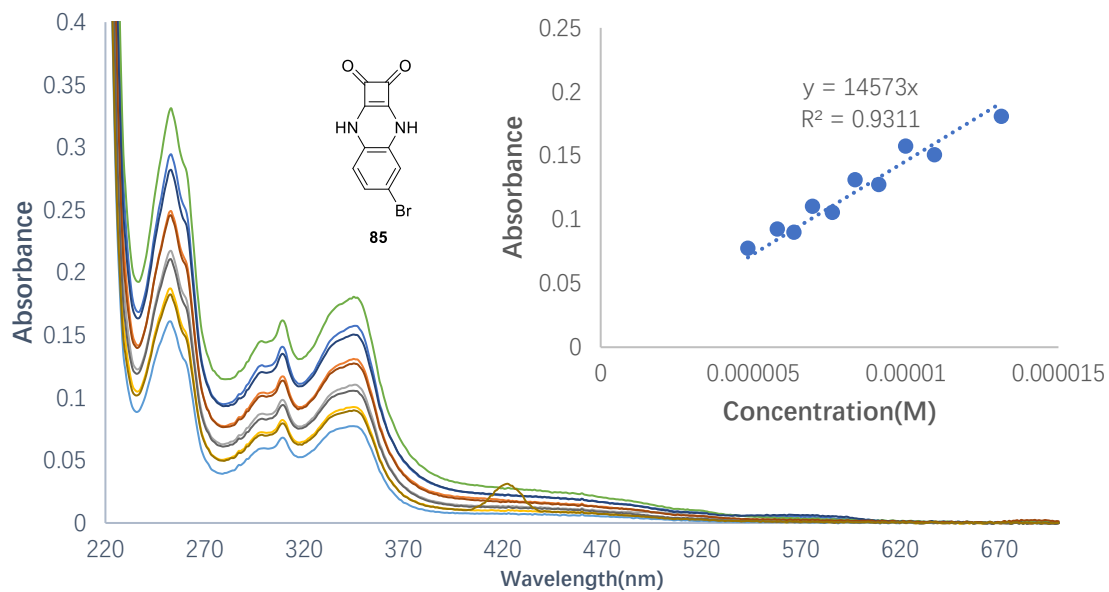 0.4
0.35
0.3
0.25
0.2
0.15
0.1
0.05
0
Absorbance
220
270
320
370
420
470
520
570
620
670
Wavelength(nm)
O
O
HN
NH
Br
85
0.25
0.2
0.15
0.1
0.05
0
Absorbance
y = 14573x
R² = 0.9311
0
0.000005
0.00001
0.000015
Concentration(M)